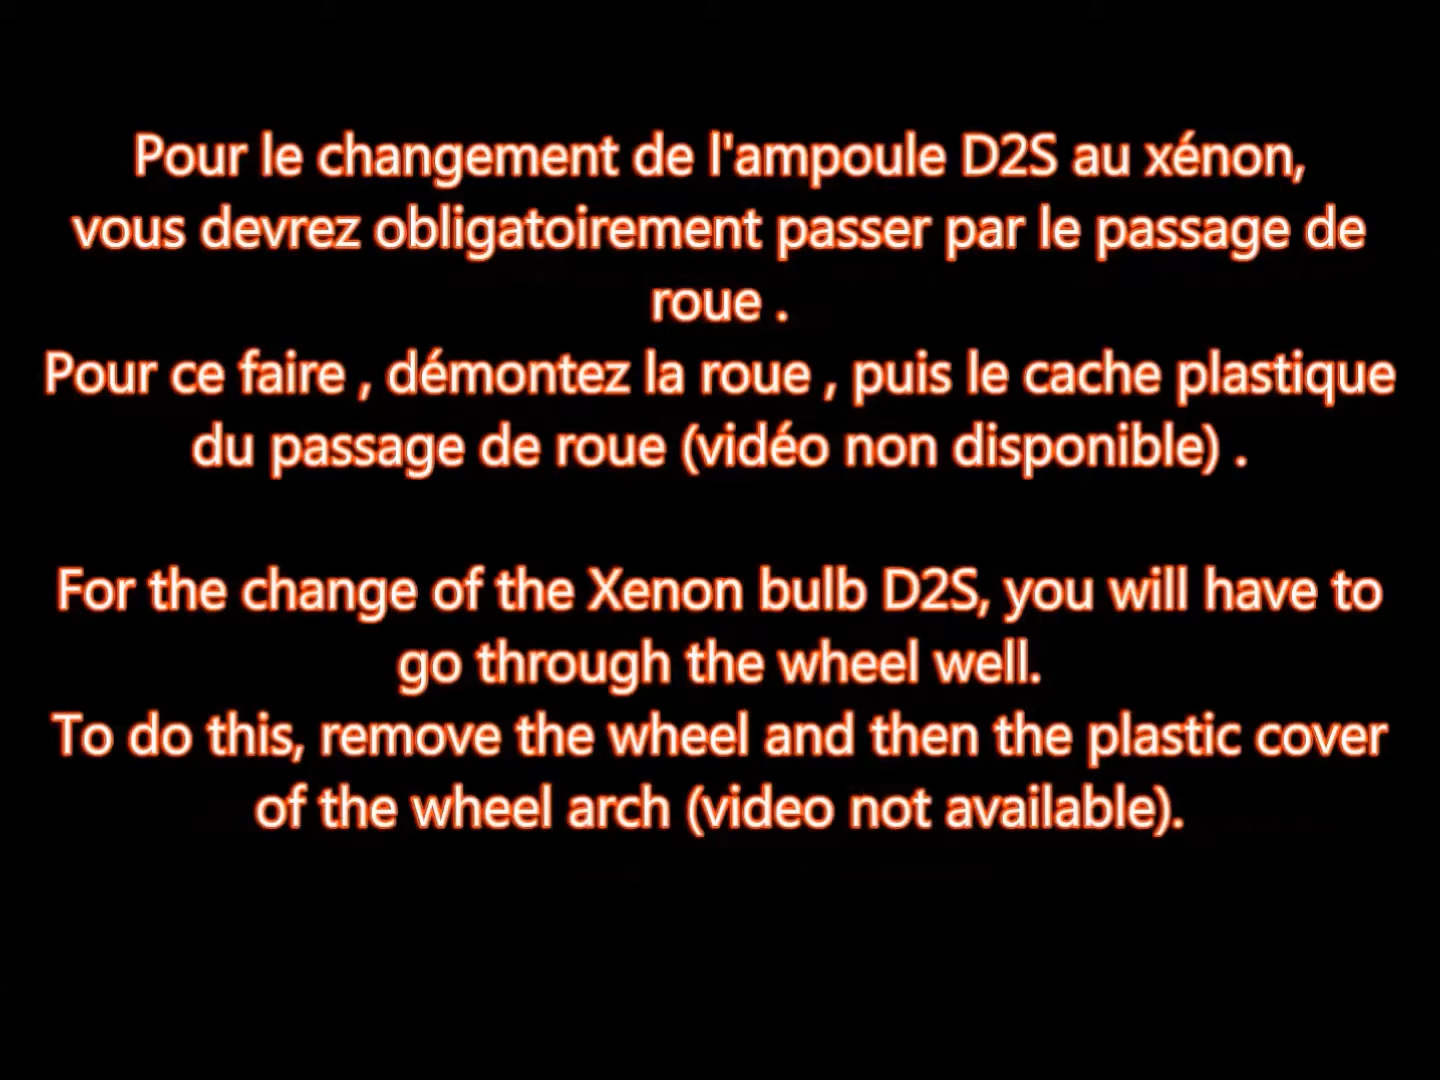 Pour le changement de l'ampoule D2S au xénon,
vous devrez obligatoirement passer par le passage de
roue .
Pour ce faire , démontez la roue , puis le cache plastique
du passage de roue (vidéo non disponible) .
For the change of the Xenon bulb D2S, you will have to
go through the wheel well.
To do this, remove the wheel and then the plastic cover
of the wheel arch (video not available).